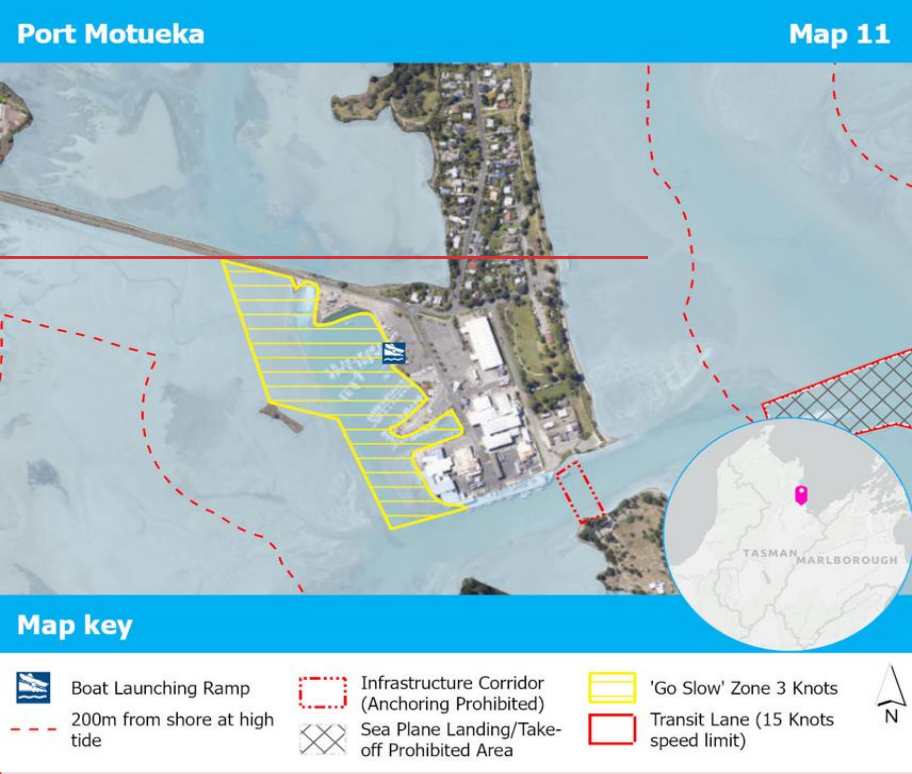 Port Motueka
Map 11
TASMAN
MARLBOROUGH
Map key
Boat Launching Ramp
200m from shore at high
tide
Infrastructure Corridor
(Anchoring Prohibited)
Sea Plane Landing/Take-
off Prohibited Area
'Go Slow' Zone 3 Knots
Transit Lane (15 Knots
speed limit)
N